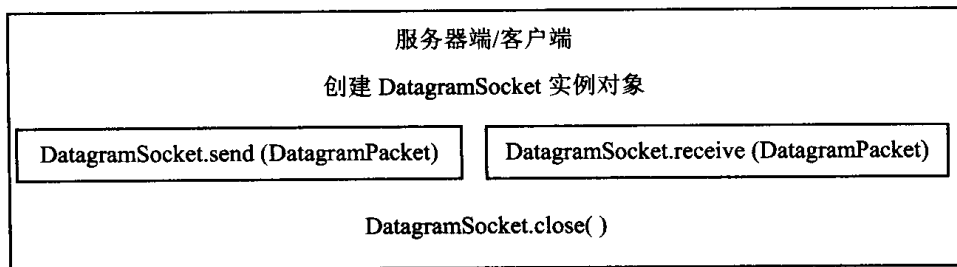 服务器端/客户端
创建 DatagramSocket 实例对象
DatagramSocket.send (DatagramPacket)
DatagramSocket.receive (DatagramPacket)
DatagramSocket.close( )